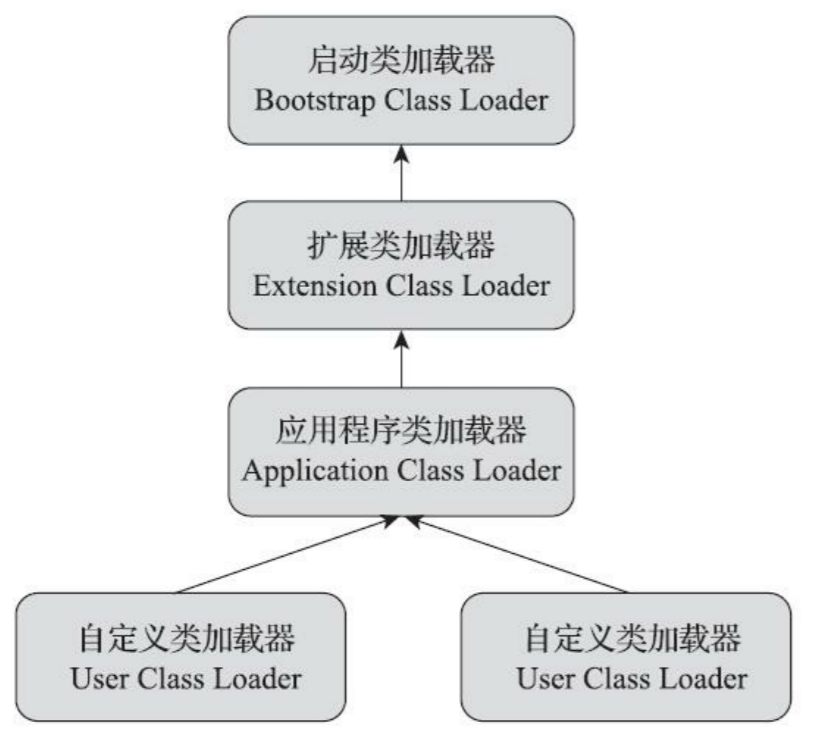 启动类加载器
Bootstrap Class Loader
扩展类加载器
Extension Class Loader
应用程序类加载器
Application Class Loader
自定义类加载器
User Class Loader
自定义类加载器
User Class Loader